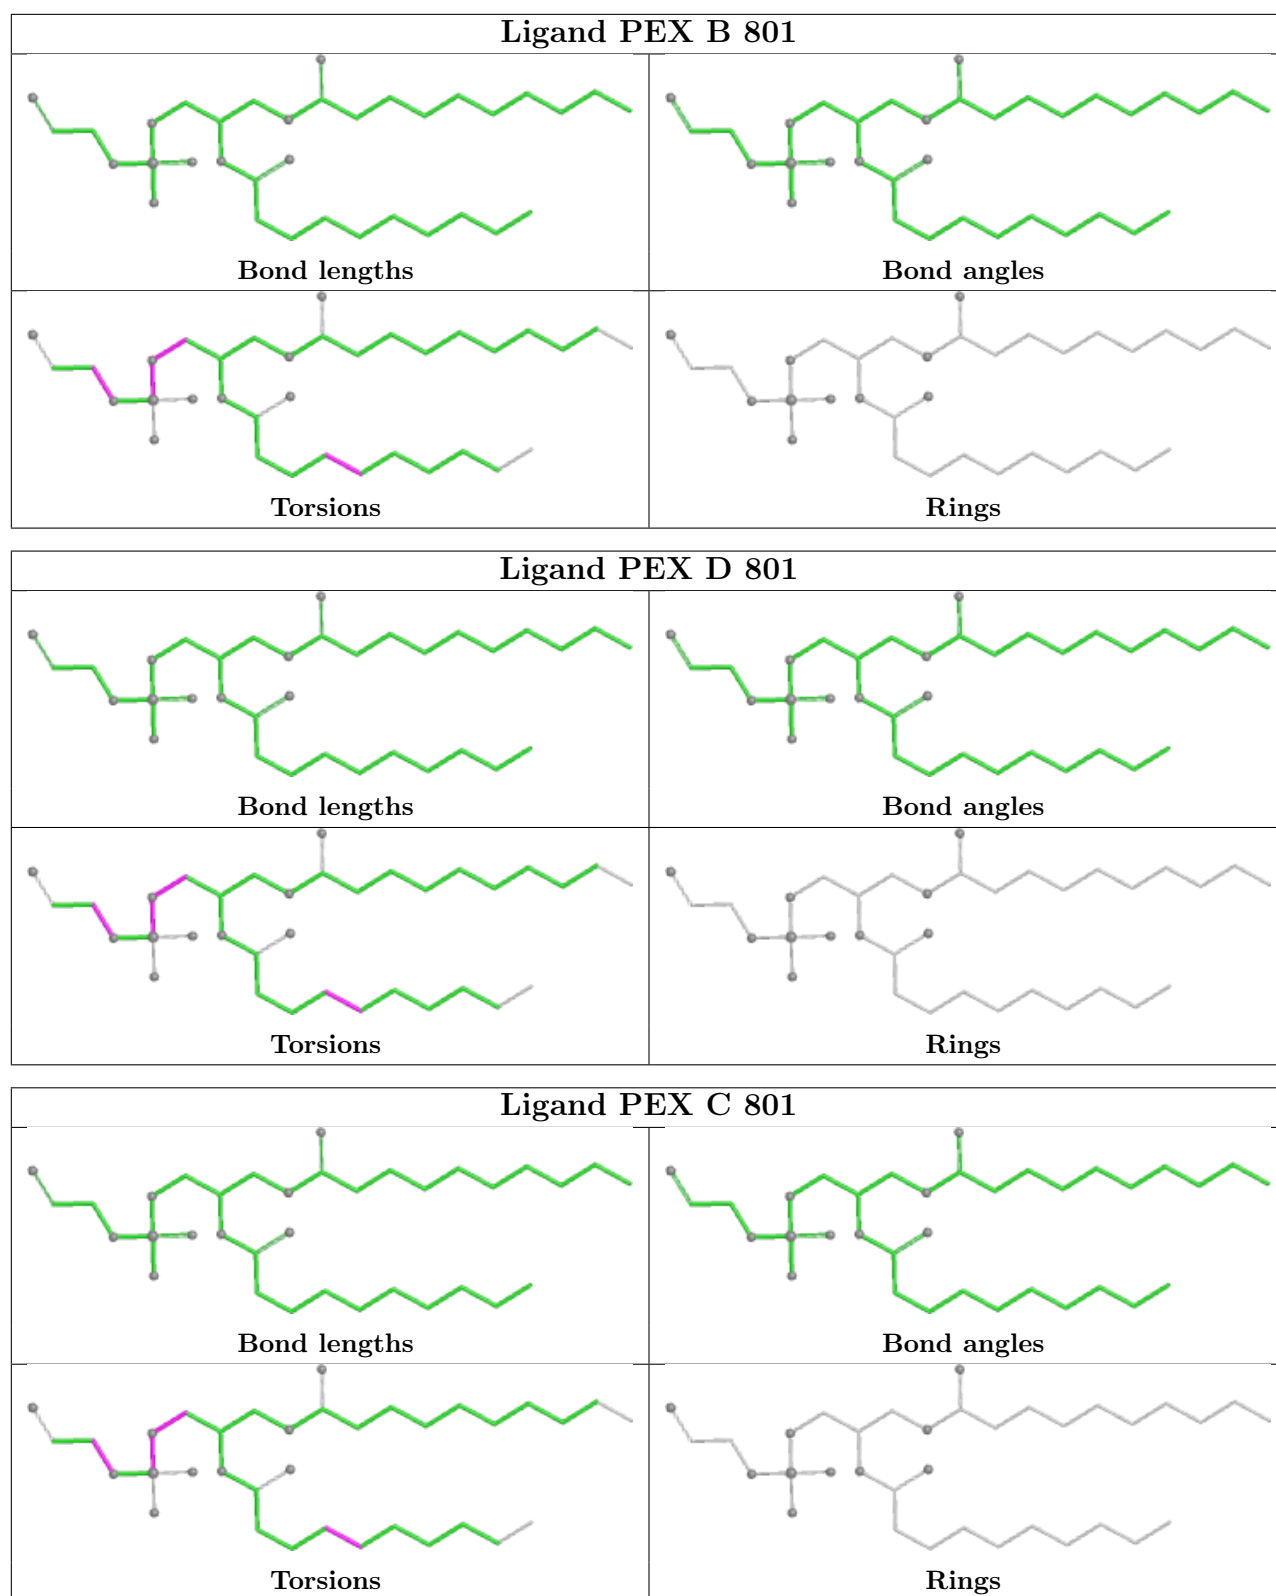 Ligand PEX B 801
Bond lengths
Bond angles
Torsions
Rings
Ligand PEX D 801
Bond lengths
Bond angles
Torsions
Rings
Ligand PEX C 801
Bond lengths
Bond angles
Torsions
Rings